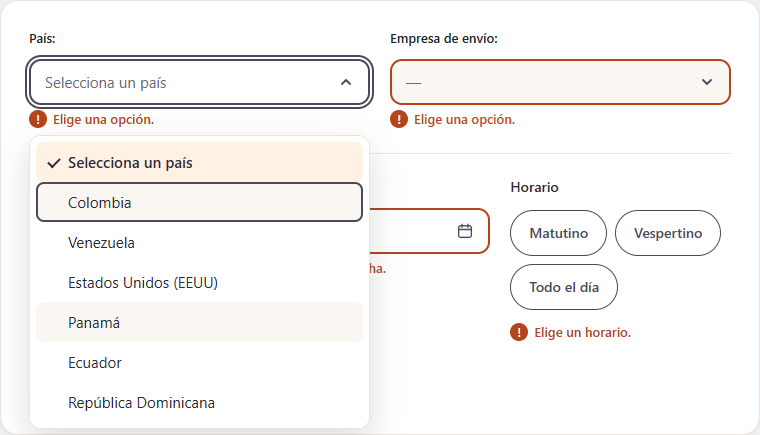 País:
Empresa de envío:
Selecciona un país
—
! Elige una opción.
! Elige una opción.
Selecciona un país
Colombia
Venezuela
Estados Unidos (EEUU)
Panamá
Ecuador
República Dominicana
ha.
Horario
Matutino
Vespertino
Todo el día
! Elige un horario.